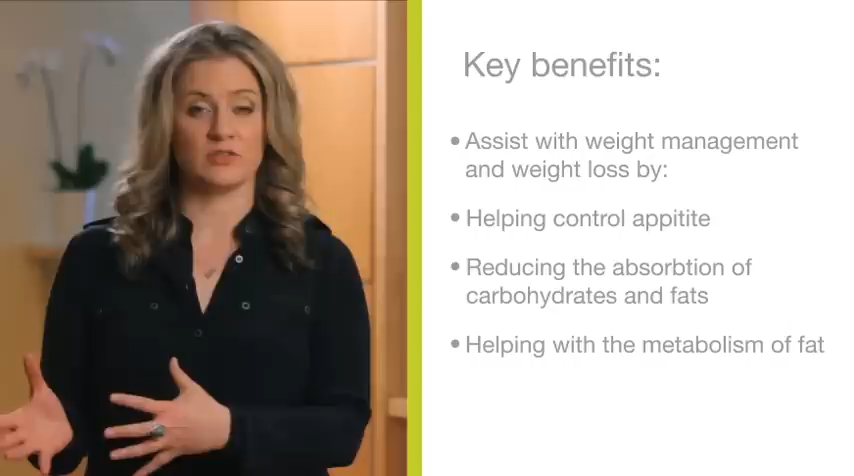 Key benefits:
• Assist with weight management
and weight loss by:
• Helping control appitite
• Reducing the absorbtion of
carbohydrates and fats
• Helping with the metabolism of fat